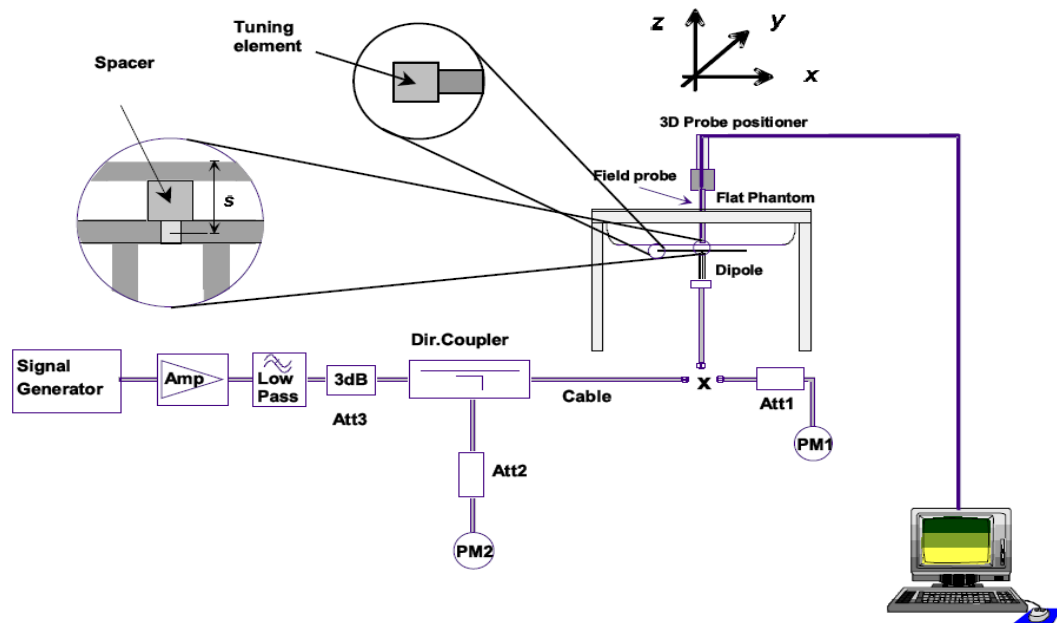 Tuning
element
Spacer
z
y
x
3D Probe positioner
Field probe
Flat Phantom
s
Dipole
Dir.Coupler
Signal
Generator
Amp
Low
Pass
3dB
Att3
Cable
x
Att1
PM1
Att2
PM2